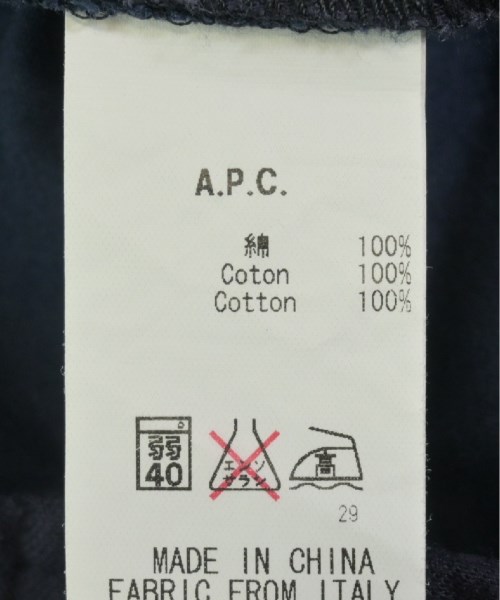 A.P.C.
綿 100%
Coton 100%
Cotton 100%
弱
40
エンソ
サラシ
高
29
MADE IN CHINA
FABRIC FROM ITALY